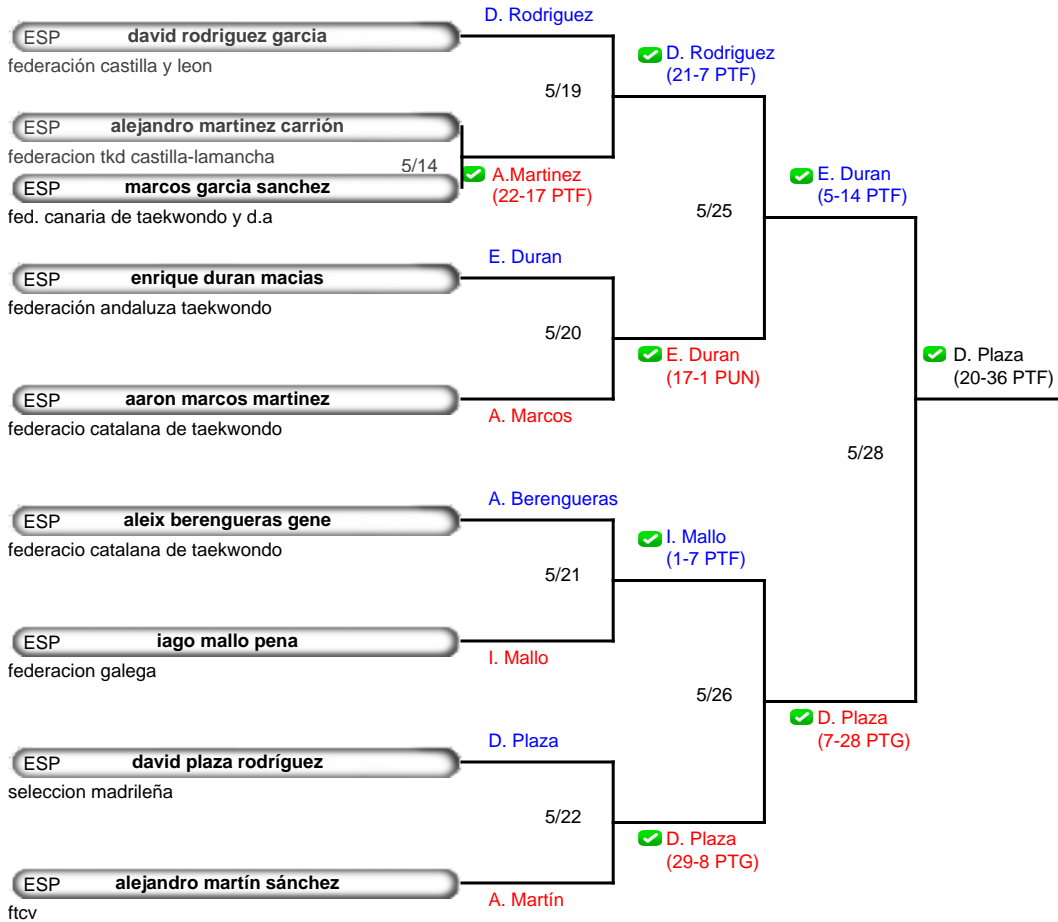 D. Rodriguez
ESP david rodriguez garcia
federación castilla y leon
D. Rodriguez
(21-7 PTF)
5/19
ESP alejandro martinez carrión
federacion tkd castilla-lamancha
5/14
A.Martinez
(22-17 PTF)
ESP marcos garcia sanchez
fed. canaria de taekwondo y d.a
E. Duran
(5-14 PTF)
5/25
E. Duran
ESP enrique duran macias
federación andaluza taekwondo
5/20
E. Duran
(17-1 PUN)
D. Plaza
(20-36 PTF)
ESP aaron marcos martinez
federacio catalana de taekwondo
A. Marcos
5/28
A. Berengueras
ESP aleix berengueras gene
federacio catalana de taekwondo
I. Mallo
(1-7 PTF)
5/21
ESP iago mallo pena
federacion galega
I. Mallo
5/26
D. Plaza
(7-28 PTG)
D. Plaza
ESP david plaza rodríguez
seleccion madrileña
5/22
D. Plaza
(29-8 PTG)
ESP alejandro martín sánchez
ftcv
A. Martín